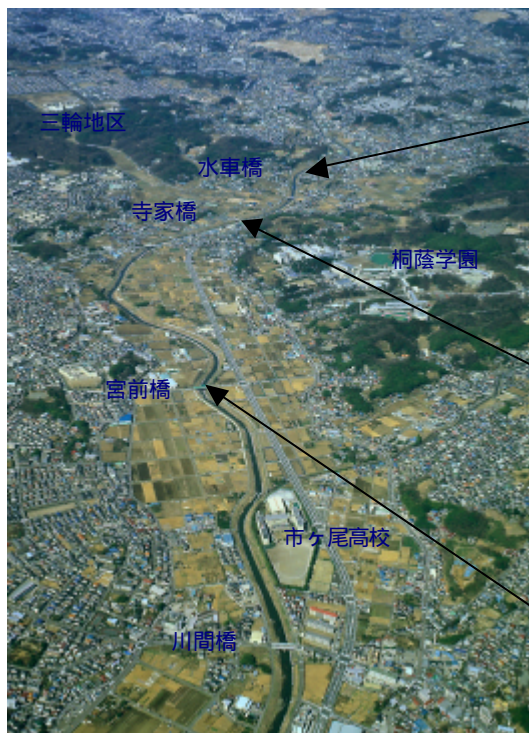 三輪地区
水車橋
寺家橋
桐蔭学園
宮前橋
市ヶ尾高校
川間橋